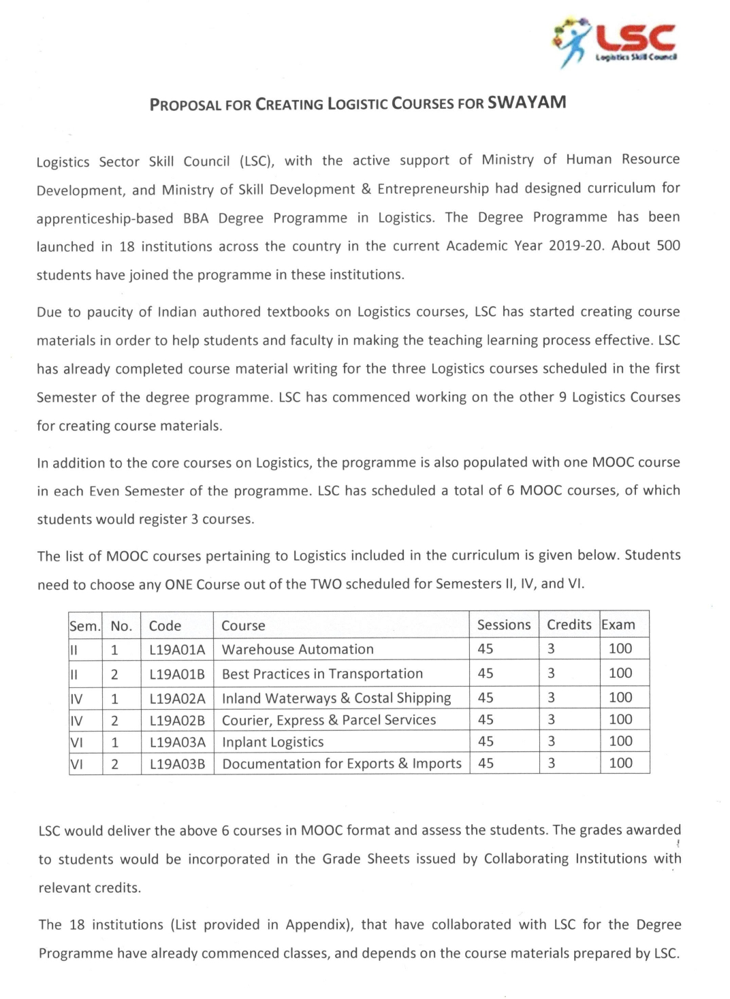 LSC
Logistics Skill Council
PROPOSAL FOR CREATING LOGISTIC COURSES FOR SWAYAM
Logistics Sector Skill Council (LSC), with the active support of Ministry of Human Resource
Development, and Ministry of Skill Development & Entrepreneurship had designed curriculum for
apprenticeship-based BBA Degree Programme in Logistics. The Degree Programme has been
launched in 18 institutions across the country in the current Academic Year 2019-20. About 500
students have joined the programme in these institutions.
Due to paucity of Indian authored textbooks on Logistics courses, LSC has started creating course
materials in order to help students and faculty in making the teaching learning process effective. LSC
has already completed course material writing for the three Logistics courses scheduled in the first
Semester of the degree programme. LSC has commenced working on the other 9 Logistics Courses
for creating course materials.
In addition to the core courses on Logistics, the programme is also populated with one MOOC course
in each Even Semester of the programme. LSC has scheduled a total of 6 MOOC courses, of which
students would register 3 courses.
The list of MOOC courses pertaining to Logistics included in the curriculum is given below. Students
need to choose any ONE Course out of the TWO scheduled for Semesters II, IV, and VI.
Sem. No. Code Course Sessions Credits Exam
II 1 L19A01A Warehouse Automation 45 3 100
II 2 L19A01B Best Practices in Transportation 45 3 100
IV 1 L19A02A Inland Waterways & Costal Shipping 45 3 100
IV 2 L19A02B Courier, Express & Parcel Services 45 3 100
VI 1 L19A03A Inplant Logistics 45 3 100
VI 2 L19A03B Documentation for Exports & Imports 45 3 100
LSC would deliver the above 6 courses in MOOC format and assess the students. The grades awarded
to students would be incorporated in the Grade Sheets issued by Collaborating Institutions with
relevant credits.
The 18 institutions (List provided in Appendix), that have collaborated with LSC for the Degree
Programme have already commenced classes, and depends on the course materials prepared by LSC.